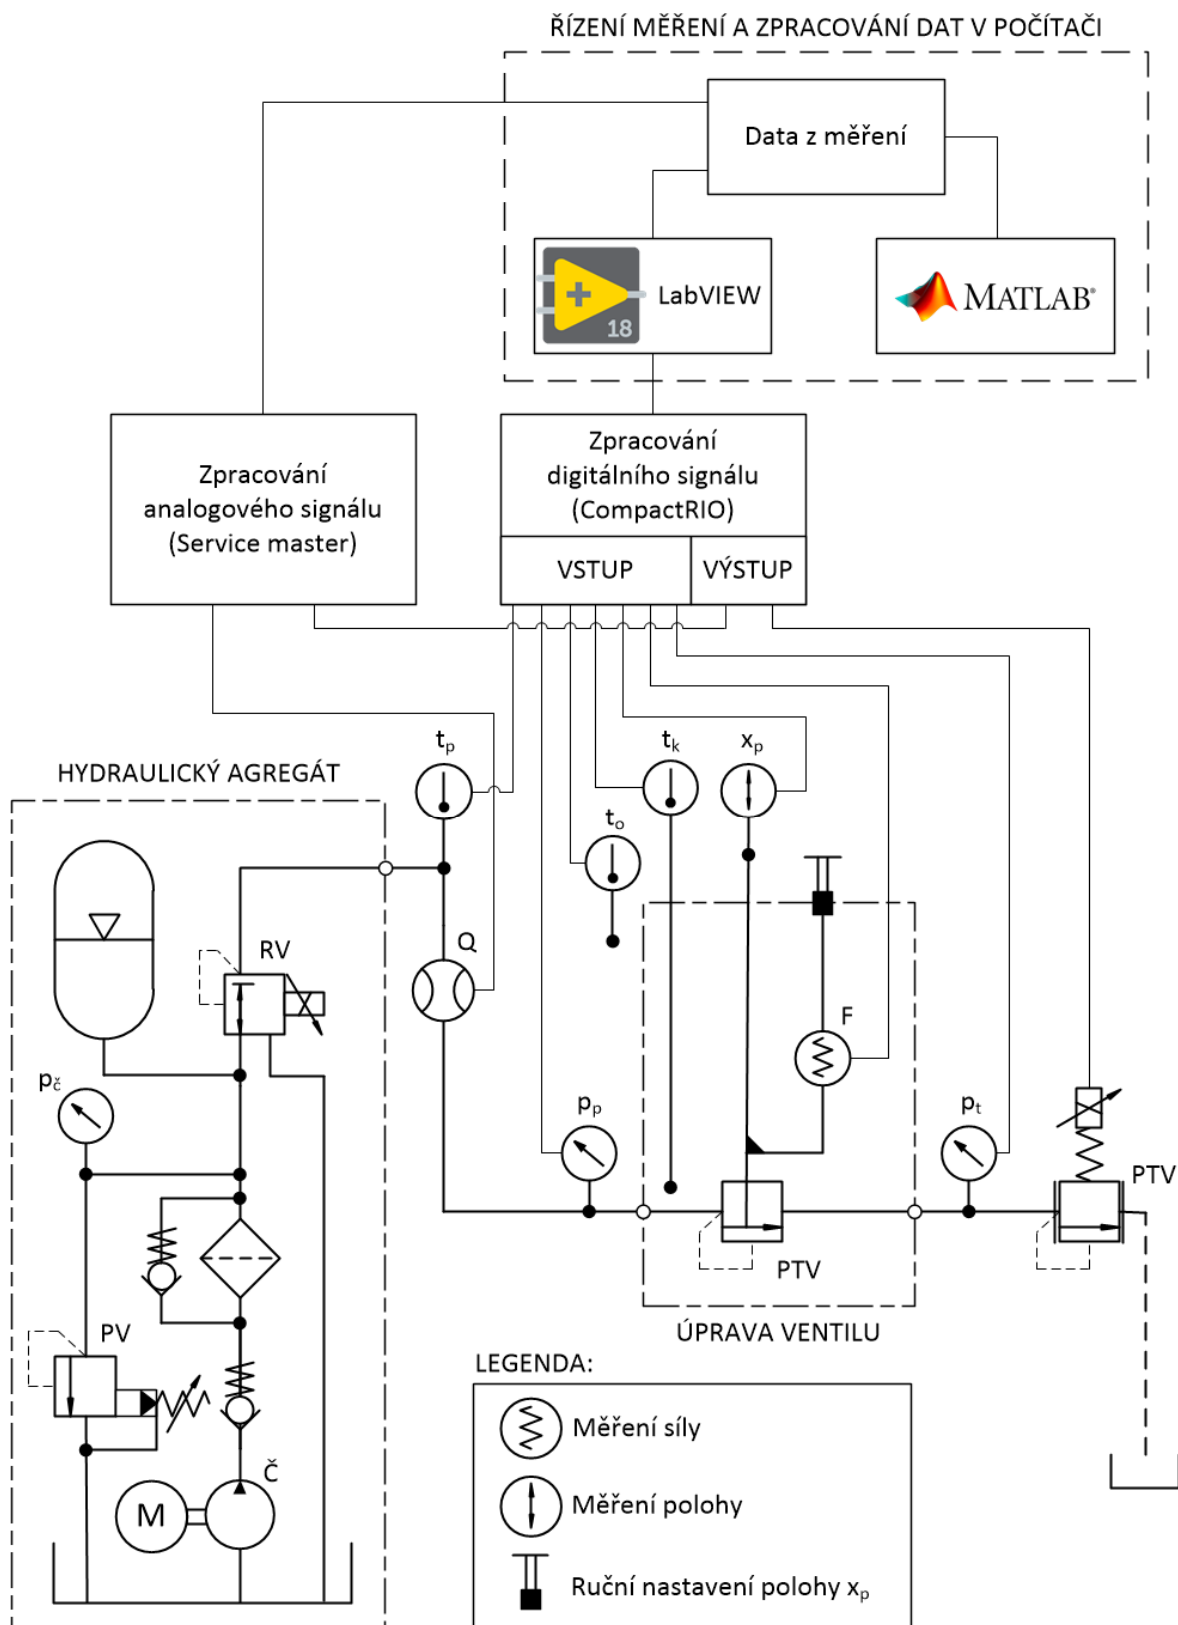 ŘÍZENÍ MĚŘENÍ A ZPRACOVÁNÍ DAT V POČÍTAČI
Data z měření
LabVIEW
18
MATLAB®
Zpracování
analogového signálu
(Service master)
Zpracování
digitálního signálu
(CompactRIO)
VSTUP
VÝSTUP
HYDRAULICKÝ AGREGÁT
tp
tk
xp
to
RV
Q
F
pč
pp
pt
PTV
PTV
PV
ÚPRAVA VENTILU
Č
M
LEGENDA:
Měření síly
Měření polohy
Ruční nastavení polohy xp